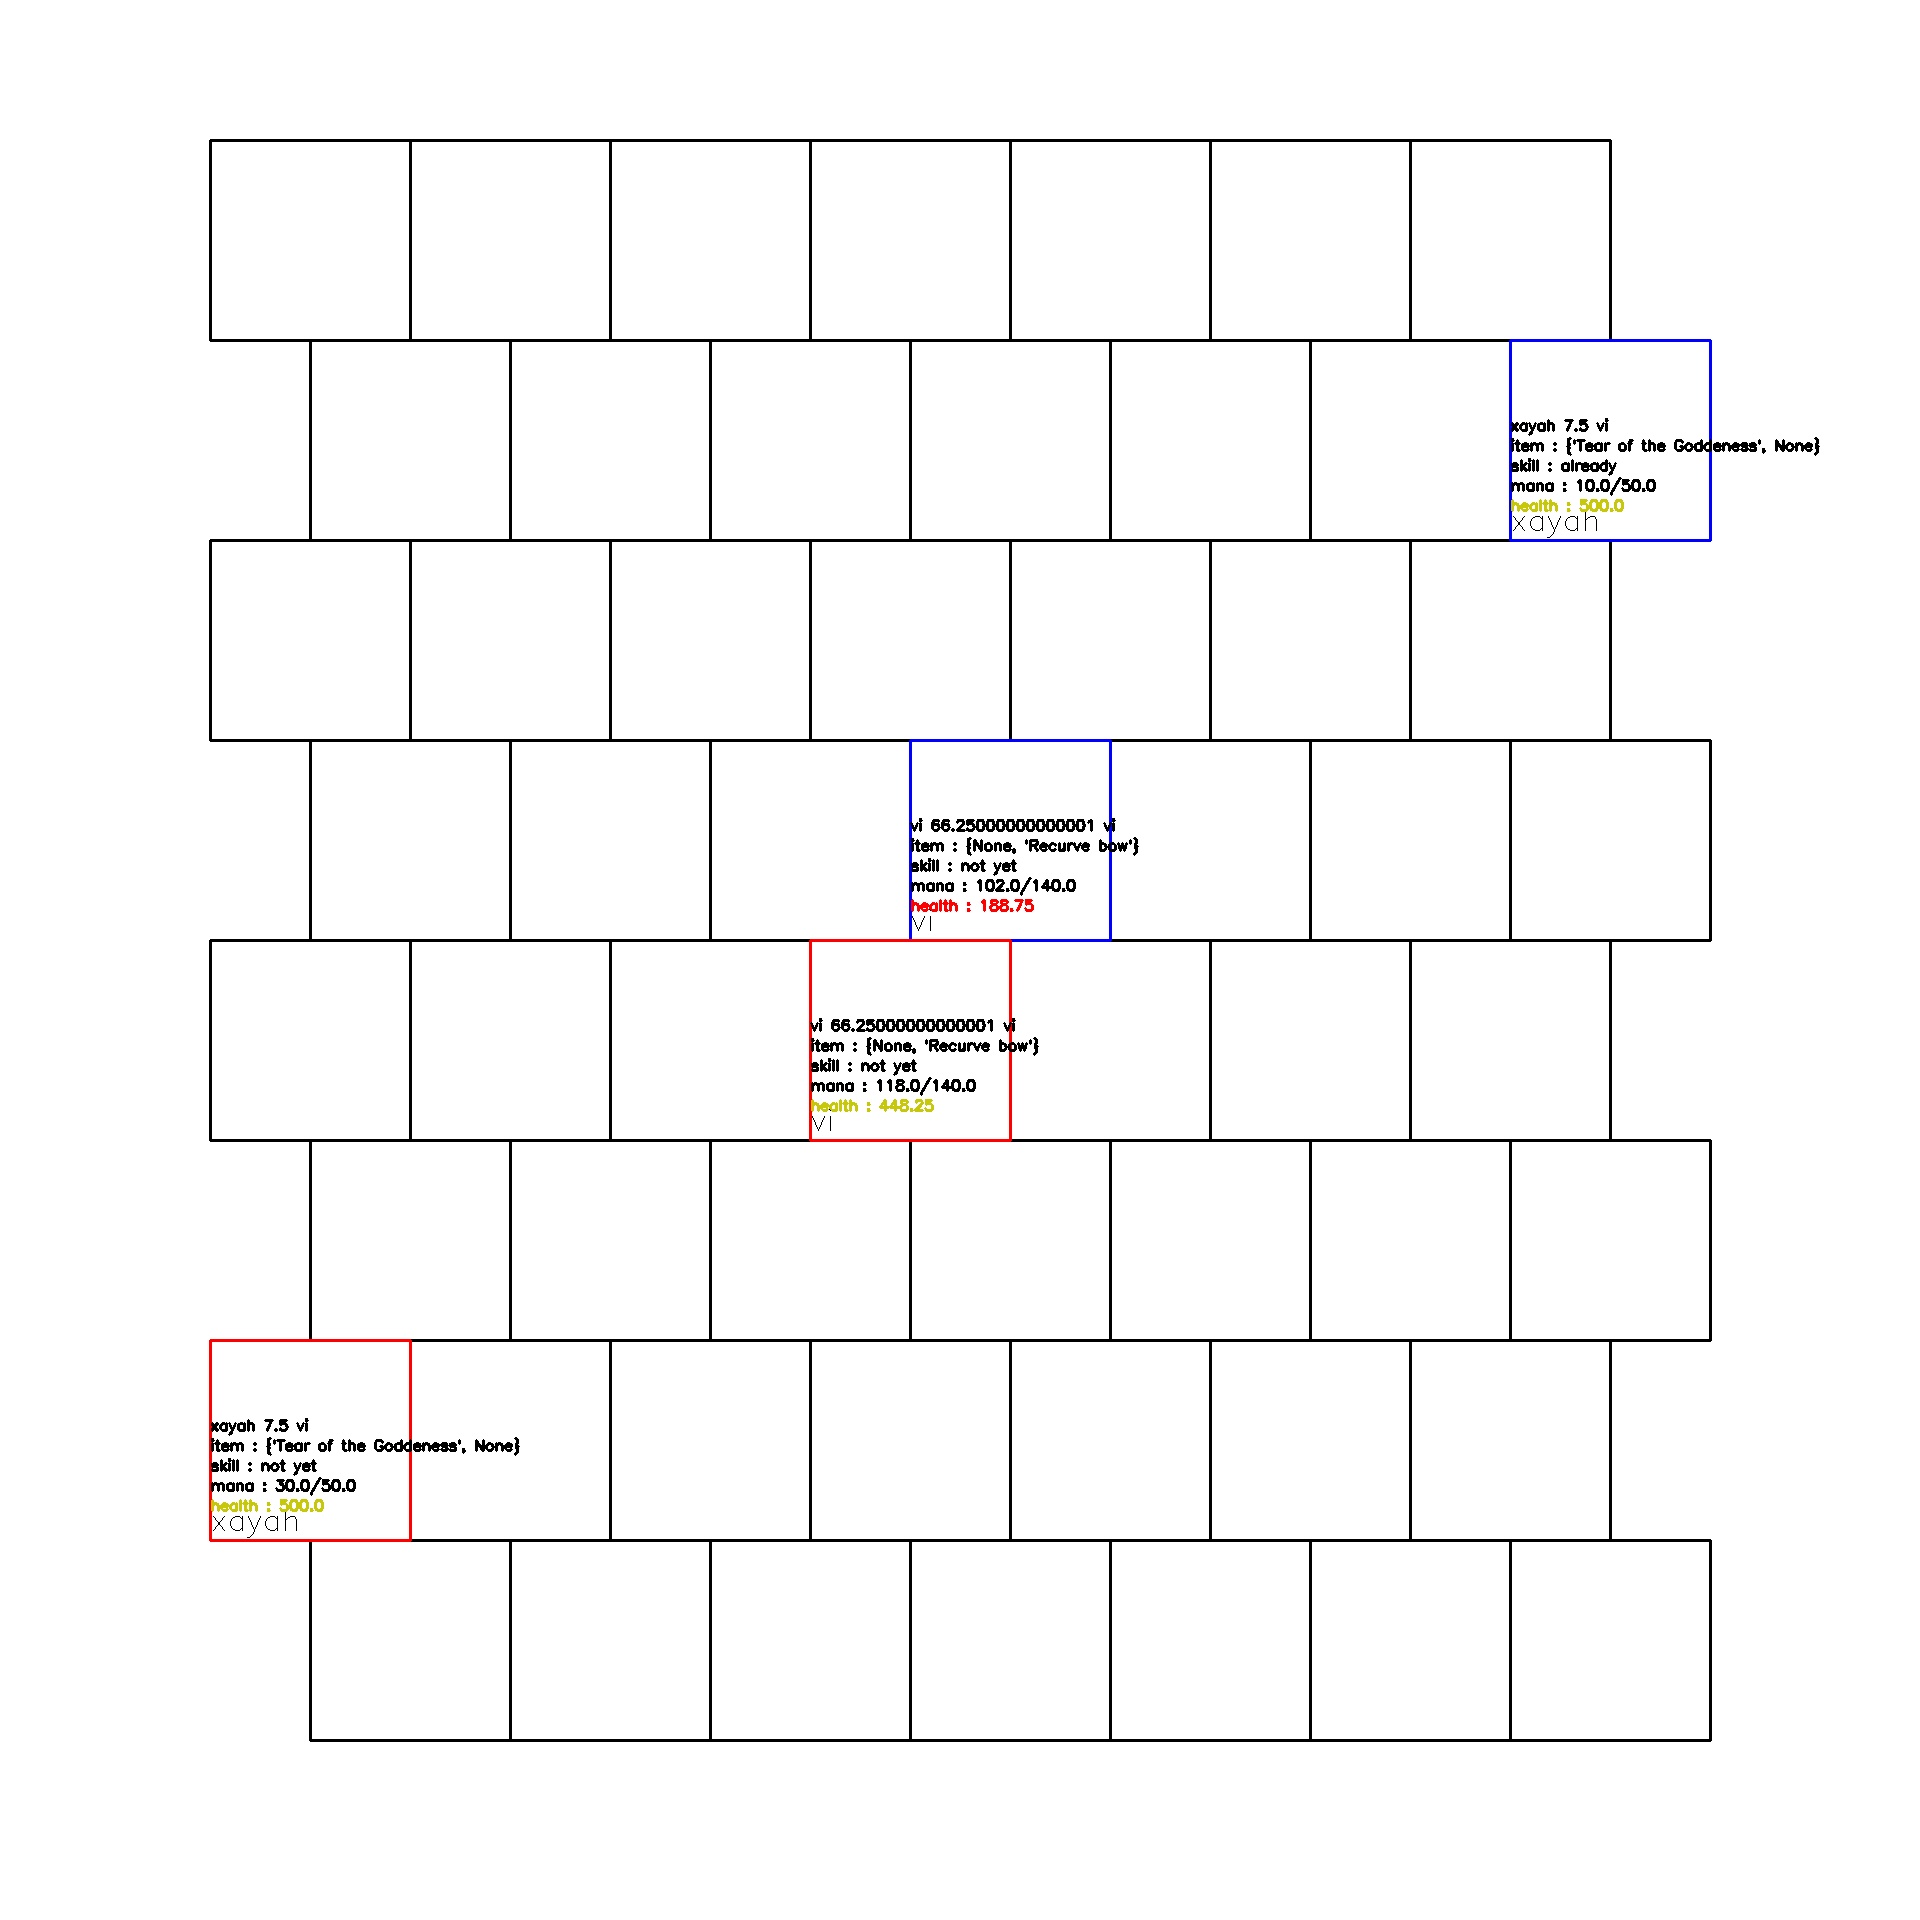 xayah 7.5 vi
item : {'Tear of the Goddeness', None}
skill : already
mana : 10.0/50.0
health : 500.0
xayah
vi 66.25000000000001 vi
item : {None, 'Recurve bow'}
skill : not yet
mana : 102.0/140.0
health : 188.75
vi
vi 66.25000000000001 vi
item : {None, 'Recurve bow'}
skill : not yet
mana : 118.0/140.0
health : 448.25
vi
xayah 7.5 vi
item : {'Tear of the Goddeness', None}
skill : not yet
mana : 30.0/50.0
health : 500.0
xayah